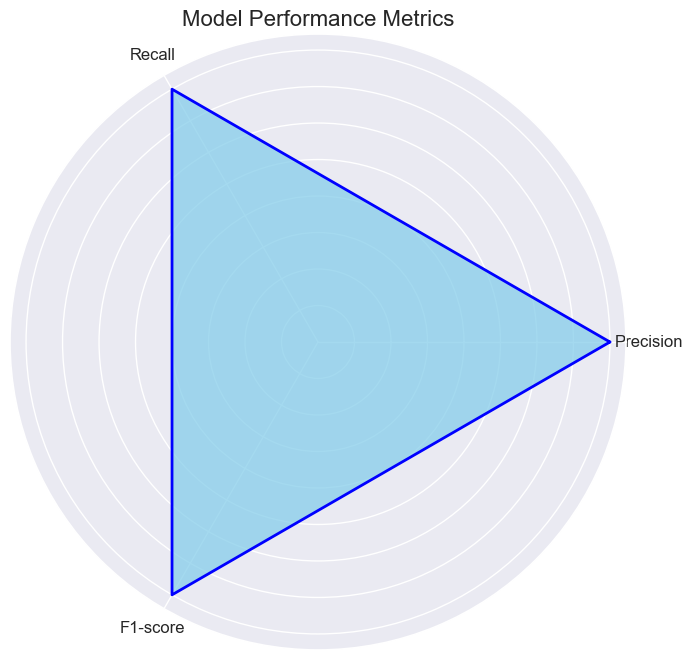 Model Performance Metrics
Recall
Precision
F1-score